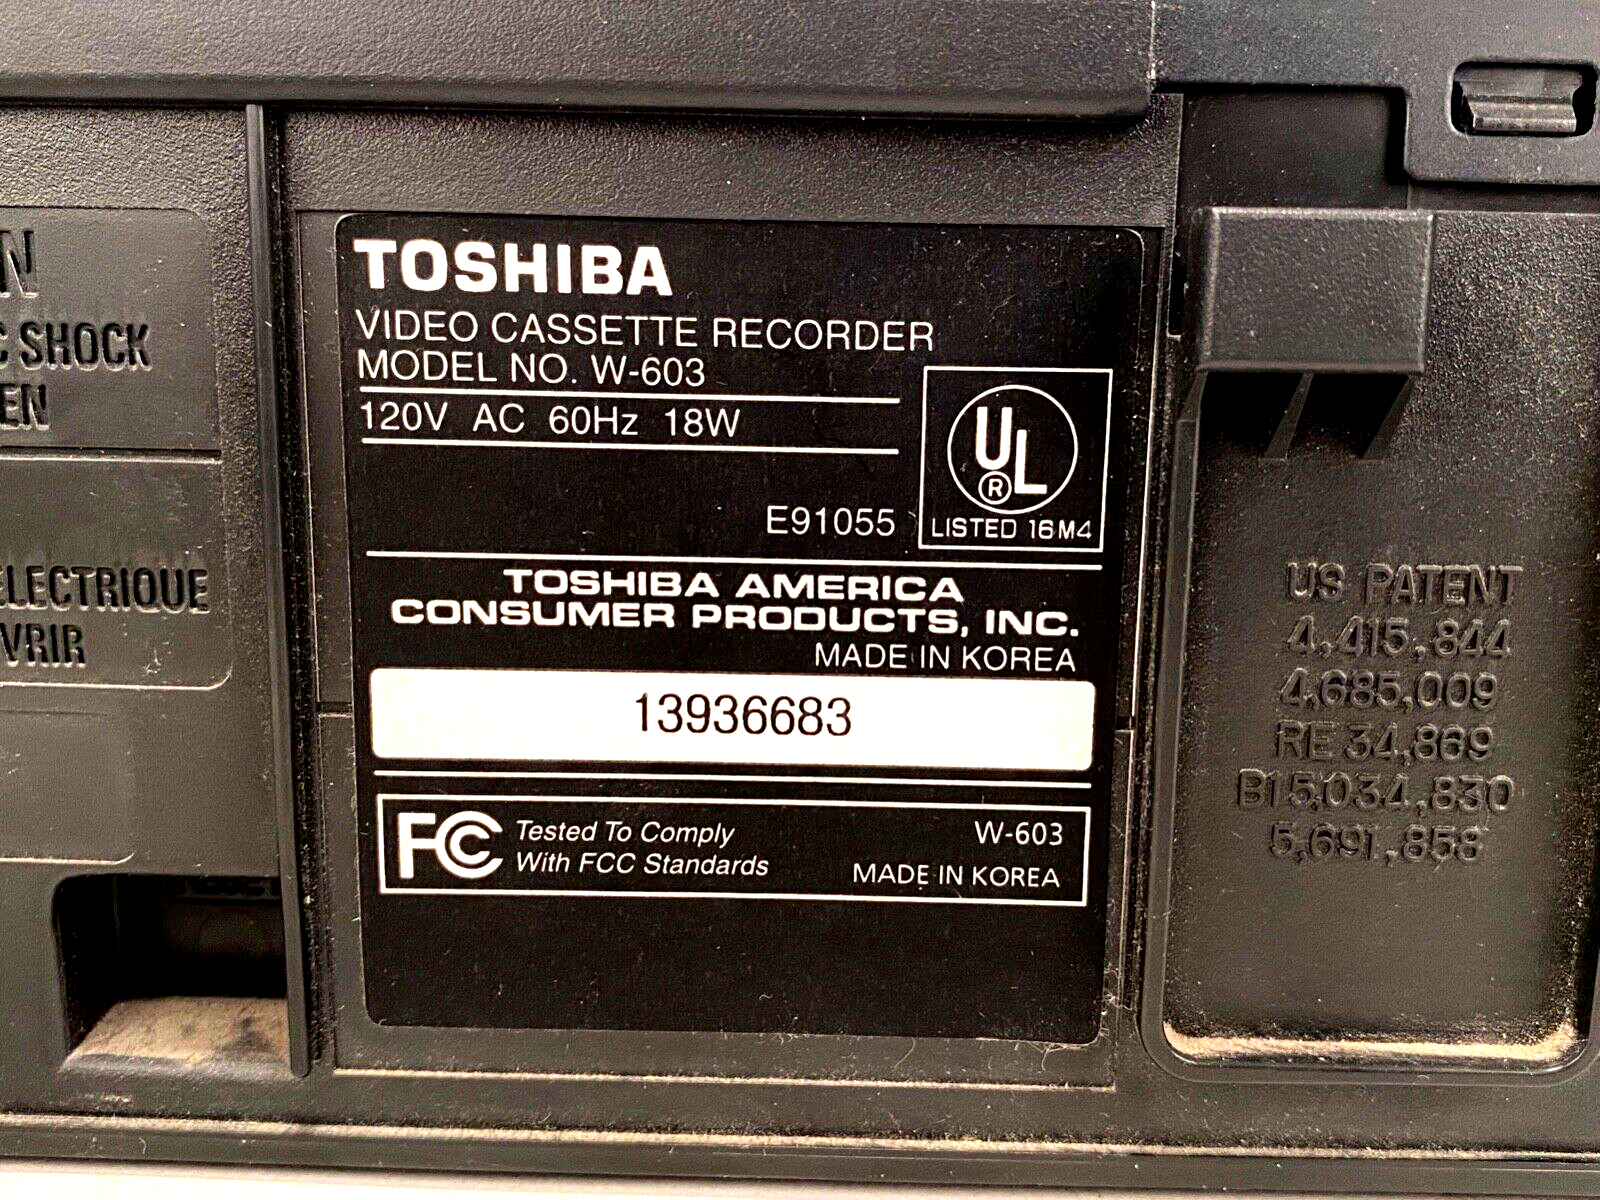 N
C SHOCK
EN
ELECTRIQUE
VRIR
TOSHIBA
VIDEO CASSETTE RECORDER
MODEL NO. W-603
120V AC 60Hz 18W
E91055
UL
®
LISTED 16M4
TOSHIBA AMERICA
CONSUMER PRODUCTS, INC.
MADE IN KOREA
13936683
FC Tested To Comply
With FCC Standards
W-603
MADE IN KOREA
US PATENT
4,415,844
4,685,009
RE 34,869
B1 5,034,830
5,691,858